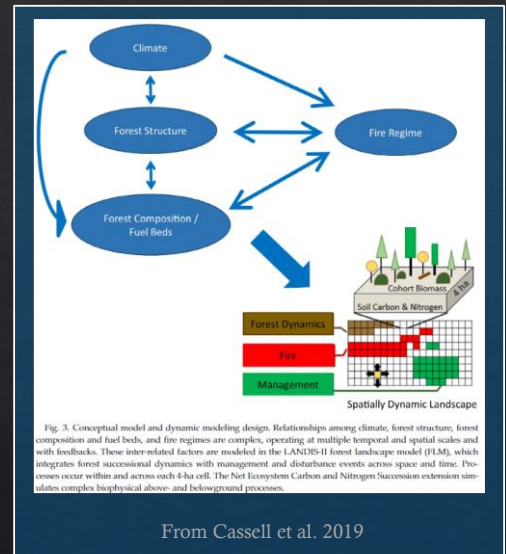 Climate
Forest Structure
Fire Regime
Forest Composition /
Fuel Beds
Cohort Biomass
Soil Carbon & Nitrogen
4 ha
Forest Dynamics
Fire
Management
Spatially Dynamic Landscape
Fig. 3. Conceptual model and dynamic modeling design. Relationships among climate, forest structure, forest
composition and fuel beds, and fire regimes are complex, operating at multiple temporal and spatial scales and
with feedbacks. These inter-related factors are modeled in the LANDIS-II forest landscape model (FLM), which
integrates forest successional dynamics with management and disturbance events across space and time. Pro-
cesses occur within and across each 4-ha cell. The Net Ecosystem Carbon and Nitrogen Succession extension sim-
ulates complex biophysical above- and belowground processes.
From Cassell et al. 2019